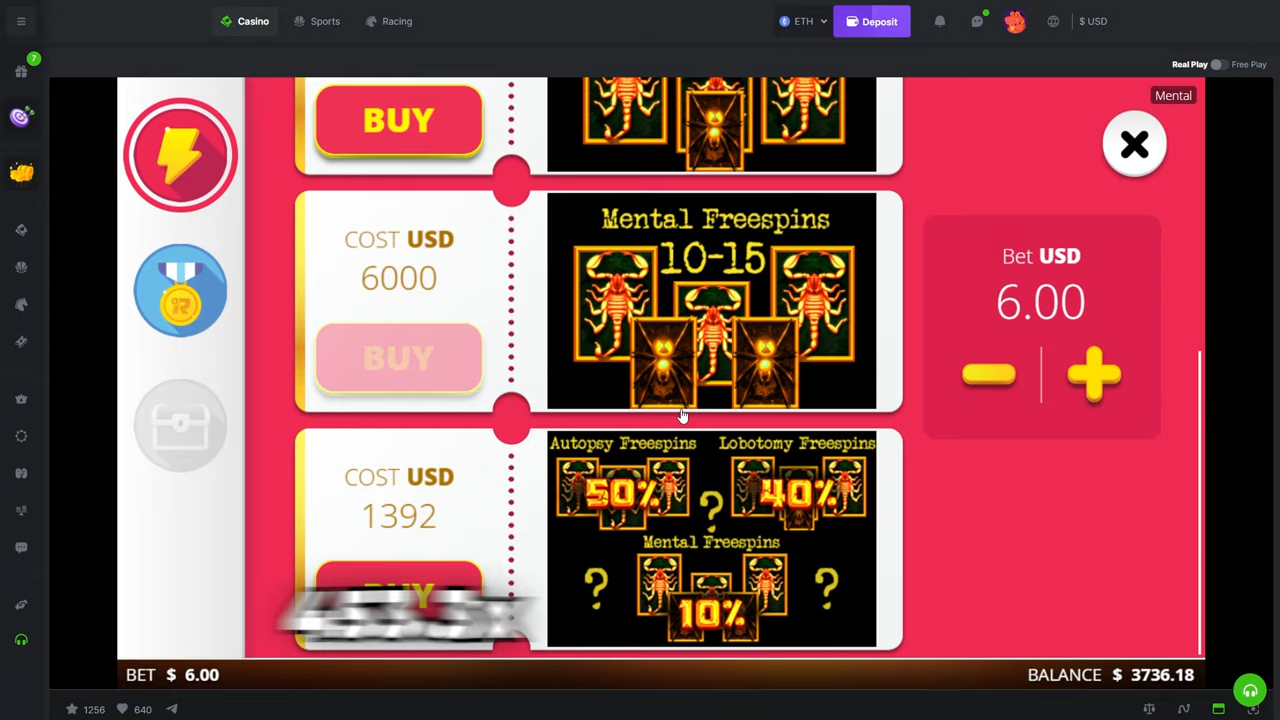 Casino
Sports
Racing
ETH
Deposit
$ USD
7
Real Play
Free Play
Mental
BUY
COST USD
6000
BUY
Mental Freespins
10-15
Bet USD
6.00
COST USD
1392
BUY
Autopsy Freespins
Lobotomy Freespins
50%
?
40%
Mental Freespins
?
?
10%
R
BET $ 6.00
BALANCE $ 3736.18
1256
640